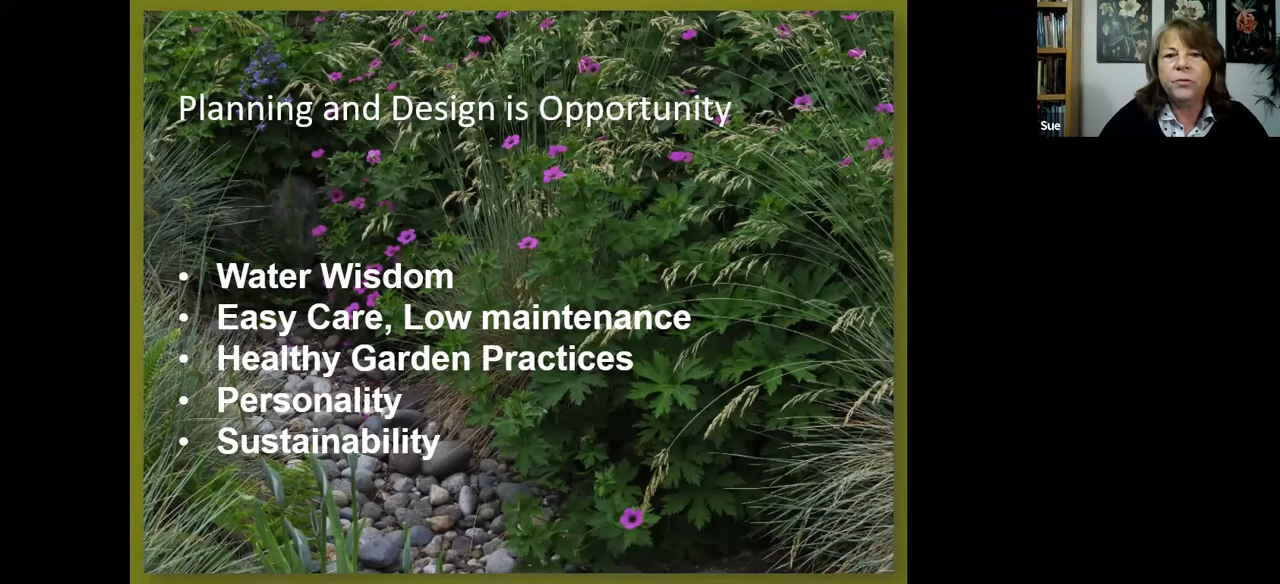 Planning and Design is Opportunity
• Water Wisdom
• Easy Care, Low maintenance
• Healthy Garden Practices
• Personality
• Sustainability
Sue